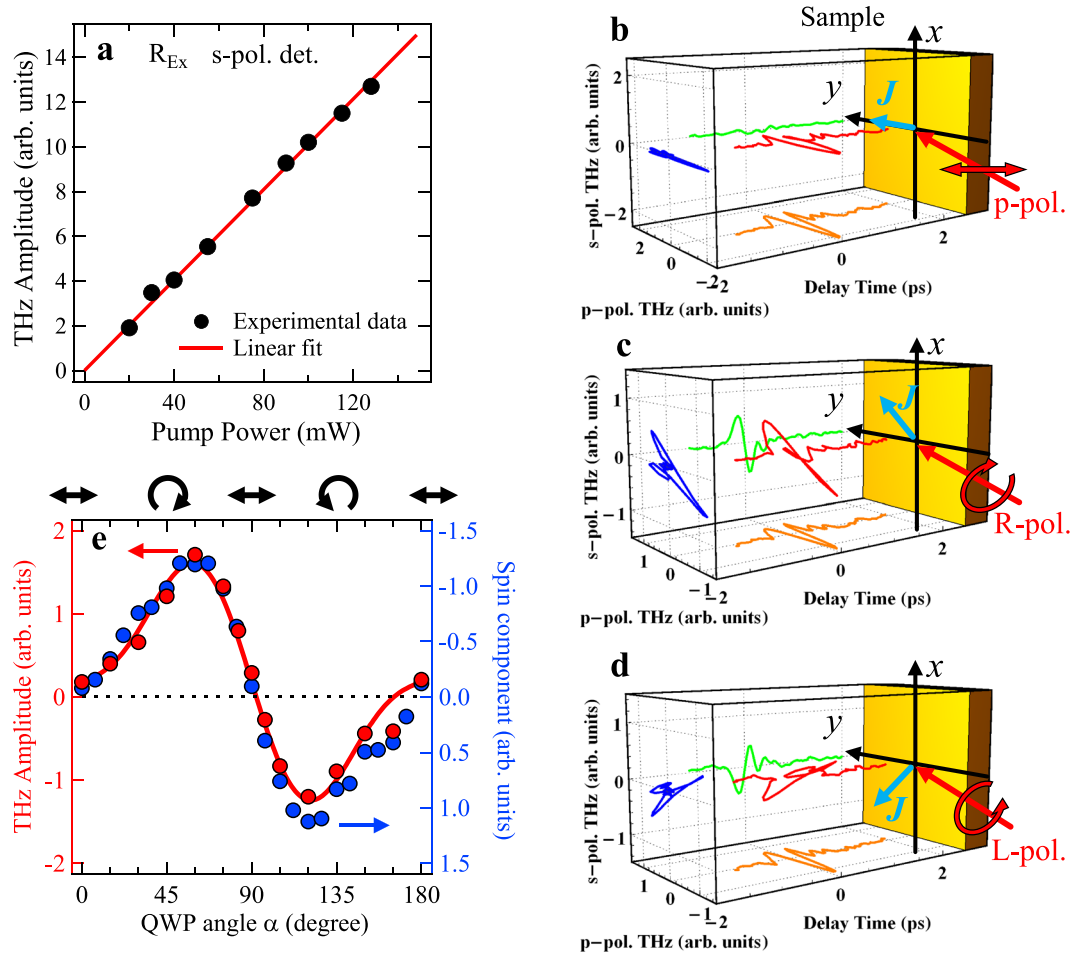 a
R_Ex s-pol. det.
THz Amplitude (arb. units)
14
12
10
8
6
4
2
0
Experimental data
Linear fit
0 40 80 120
Pump Power (mW)
Sample
b
x
y
J
p-pol.
s-pol. THz (arb. units)
2
0
-2
2 0 -2
p-pol. THz (arb. units)
-2 0 2
Delay Time (ps)
c
x
y
J
R-pol.
s-pol. THz (arb. units)
1
0
-1
1 0 -1
p-pol. THz (arb. units)
-2 0 2
Delay Time (ps)
d
x
y
J
L-pol.
s-pol. THz (arb. units)
1
0
-1
1 0 -1
p-pol. THz (arb. units)
-2 0 2
Delay Time (ps)
e
THz Amplitude (arb. units)
2
1
0
-1
-2
Spin component (arb. units)
-1.5
-1.0
-0.5
0.0
0.5
1.0
1.5
0 45 90 135 180
QWP angle α (degree)